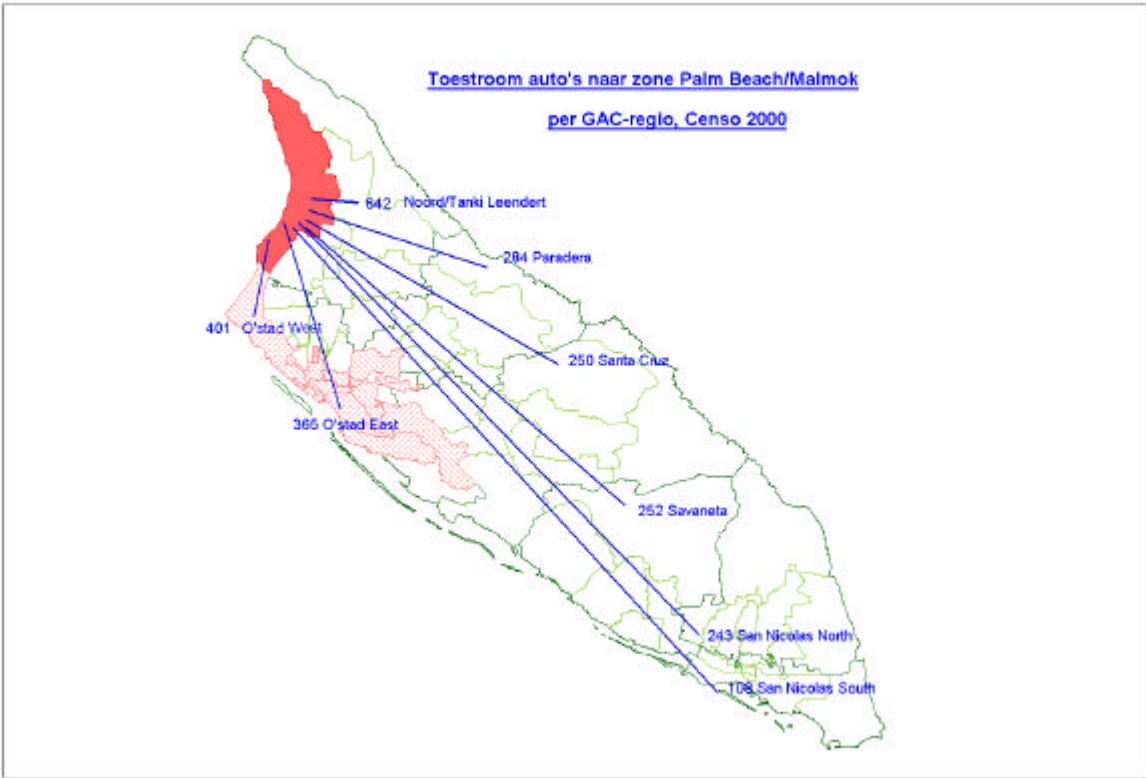 Toestroom auto's naar zone Palm Beach/Malmok
per GAC-regio, Censo 2000
642 Noord/Tanki Leendert
284 Paradera
401 O'stad West
250 Santa Cruz
365 O'stad East
252 Savaneta
243 San Nicolas North
San Nicolas South